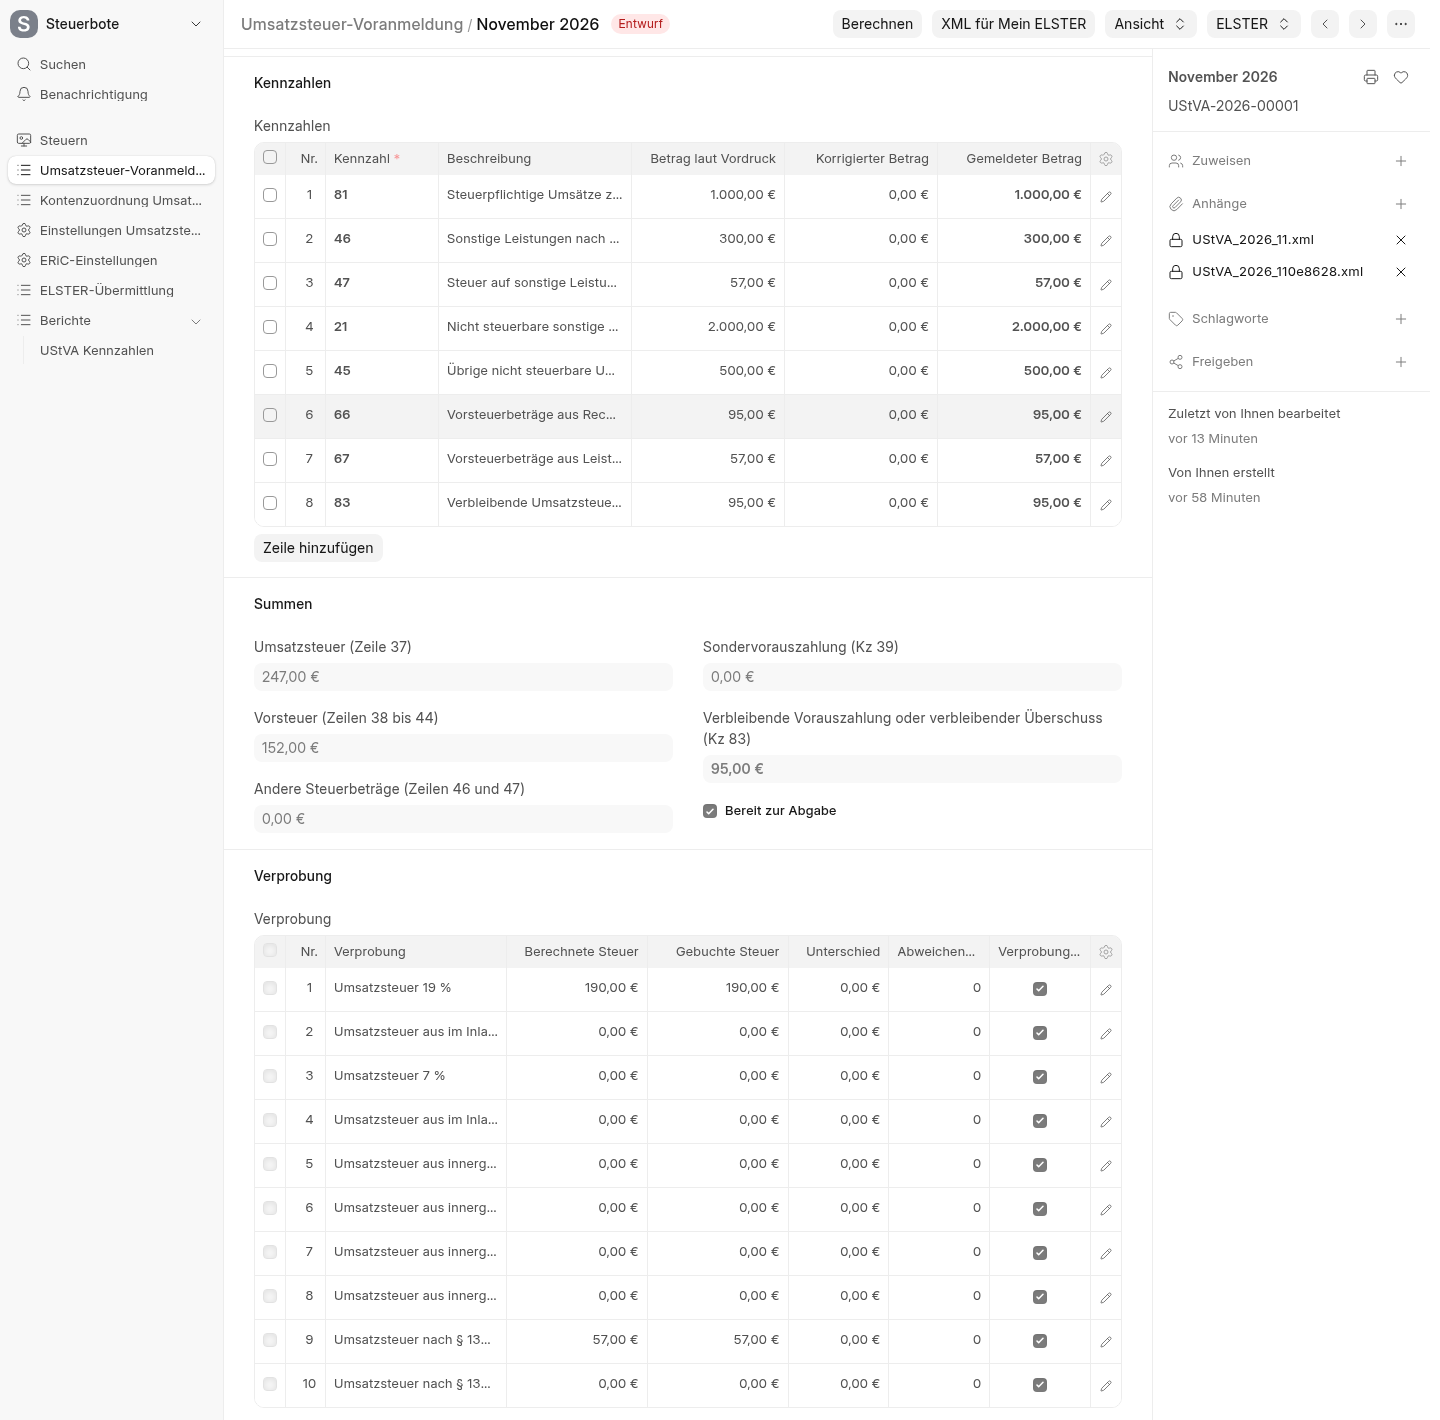 Steuerbote
Suchen
Benachrichtigung
Steuern
Umsatzsteuer-Voranmeld...
Kontenzuordnung Umsat...
Einstellungen Umsatzste...
ERiC-Einstellungen
ELSTER-Übermittlung
Berichte
UStVA Kennzahlen
Umsatzsteuer-Voranmeldung / November 2026 Entwurf
Berechnen XML für Mein ELSTER Ansicht ELSTER
Kennzahlen
Kennzahlen
Nr. Kennzahl * Beschreibung Betrag laut Vordruck Korrigierter Betrag Gemeldeter Betrag
1 81 Steuerpflichtige Umsätze z... 1.000,00 € 0,00 € 1.000,00 €
2 46 Sonstige Leistungen nach ... 300,00 € 0,00 € 300,00 €
3 47 Steuer auf sonstige Leistu... 57,00 € 0,00 € 57,00 €
4 21 Nicht steuerbare sonstige ... 2.000,00 € 0,00 € 2.000,00 €
5 45 Übrige nicht steuerbare U... 500,00 € 0,00 € 500,00 €
6 66 Vorsteuerbeträge aus Rec... 95,00 € 0,00 € 95,00 €
7 67 Vorsteuerbeträge aus Leist... 57,00 € 0,00 € 57,00 €
8 83 Verbleibende Umsatzsteue... 95,00 € 0,00 € 95,00 €
Zeile hinzufügen
Summen
Umsatzsteuer (Zeile 37)
247,00 €
Vorsteuer (Zeilen 38 bis 44)
152,00 €
Andere Steuerbeträge (Zeilen 46 und 47)
0,00 €
Sondervorauszahlung (Kz 39)
0,00 €
Verbleibende Vorauszahlung oder verbleibender Überschuss
(Kz 83)
95,00 €
Bereit zur Abgabe
Verprobung
Verprobung
Nr. Verprobung Berechnete Steuer Gebuchte Steuer Unterschied Abweichen... Verprobung...
1 Umsatzsteuer 19 % 190,00 € 190,00 € 0,00 € 0
2 Umsatzsteuer aus im Inla... 0,00 € 0,00 € 0,00 € 0
3 Umsatzsteuer 7 % 0,00 € 0,00 € 0,00 € 0
4 Umsatzsteuer aus im Inla... 0,00 € 0,00 € 0,00 € 0
5 Umsatzsteuer aus innerg... 0,00 € 0,00 € 0,00 € 0
6 Umsatzsteuer aus innerg... 0,00 € 0,00 € 0,00 € 0
7 Umsatzsteuer aus innerg... 0,00 € 0,00 € 0,00 € 0
8 Umsatzsteuer aus innerg... 0,00 € 0,00 € 0,00 € 0
9 Umsatzsteuer nach § 13... 57,00 € 57,00 € 0,00 € 0
10 Umsatzsteuer nach § 13... 0,00 € 0,00 € 0,00 € 0
November 2026
UStVA-2026-00001
Zuweisen
Anhänge
UStVA_2026_11.xml
UStVA_2026_110e8628.xml
Schlagworte
Freigeben
Zuletzt von Ihnen bearbeitet
vor 13 Minuten
Von Ihnen erstellt
vor 58 Minuten